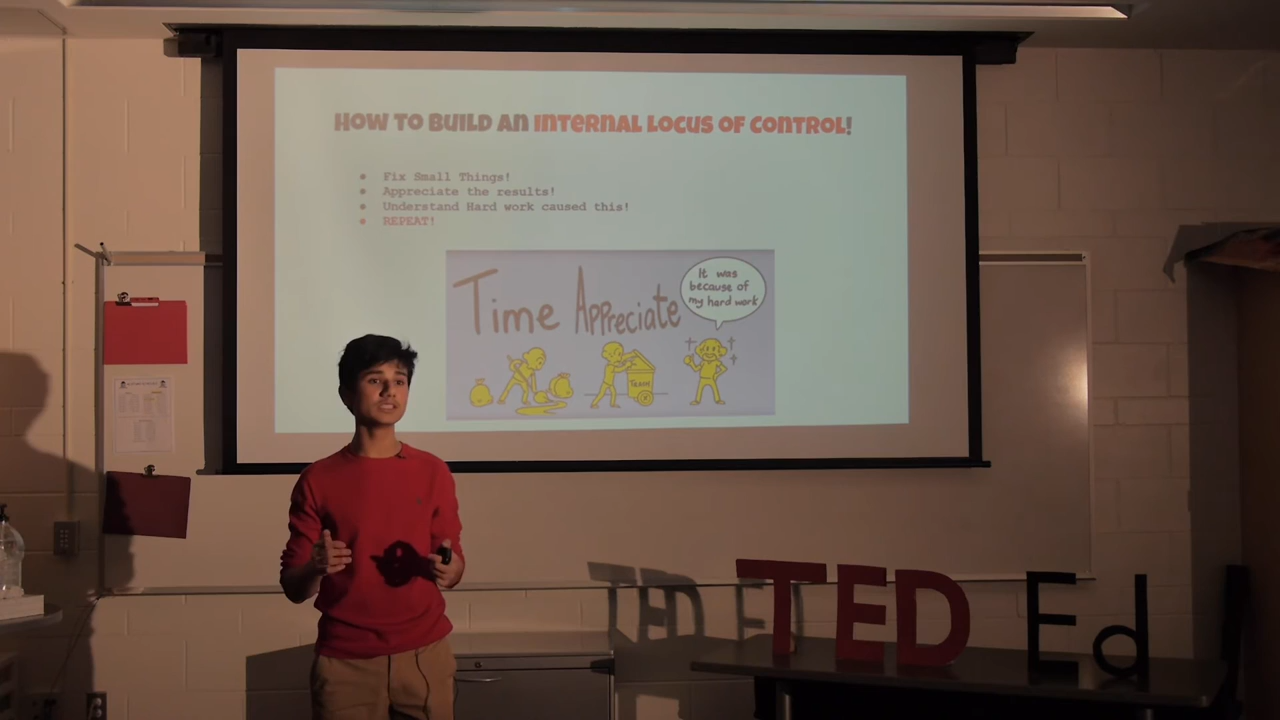 HOW TO BUILD AN INTERNAL LOCUS OF CONTROL!
● Fix Small Things!
● Appreciate the results!
● Understand Hard work caused this!
● REPEAT!
Time Appreciate
It was
because of
my hard work
TRASH
TED Ed